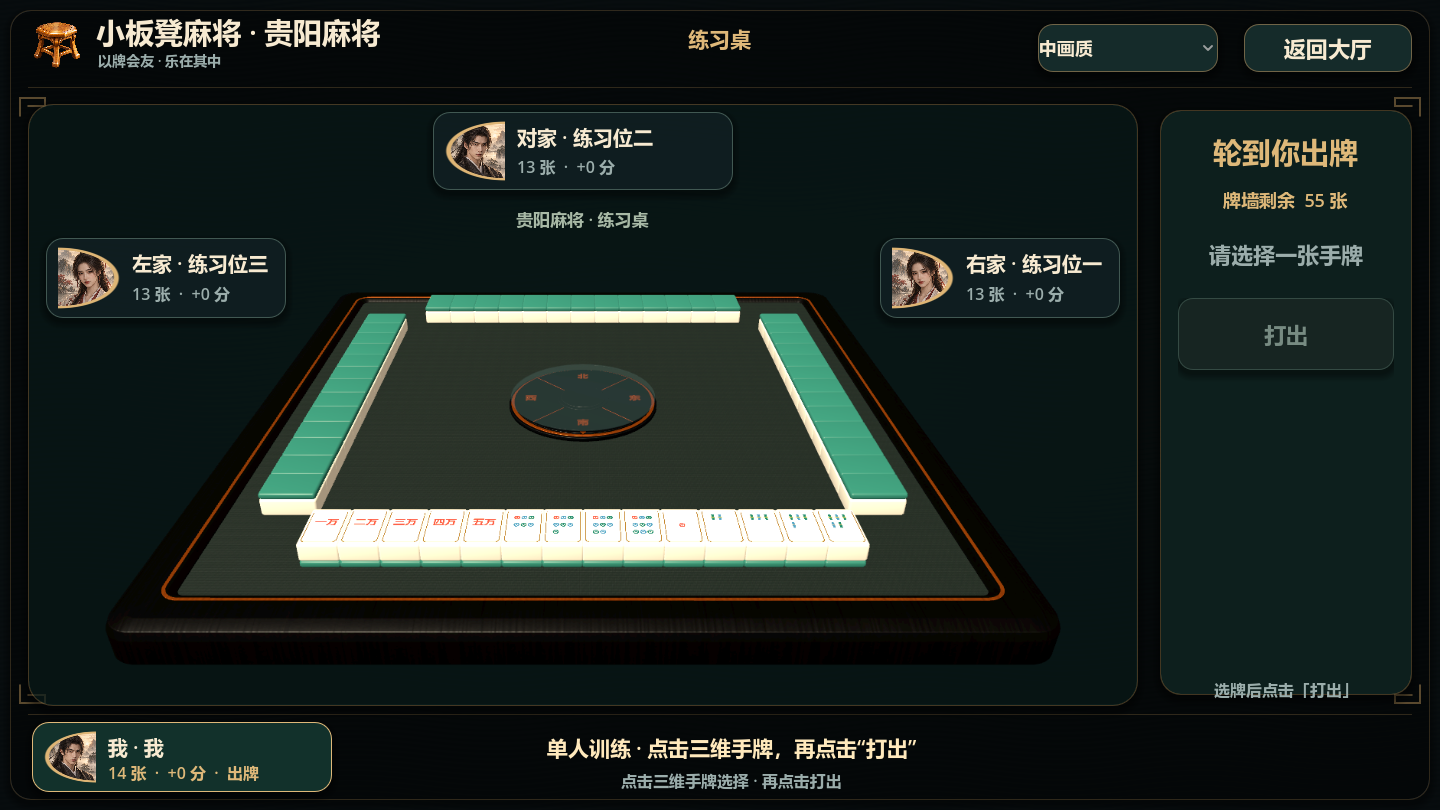 小板凳麻将 · 贵阳麻将
以牌会友 · 乐在其中
练习桌
中画质
返回大厅
对家 · 练习位二
13 张 · +0 分
贵阳麻将 · 练习桌
左家 · 练习位三
13 张 · +0 分
右家 · 练习位一
13 张 · +0 分
轮到你出牌
牌墙剩余 55 张
请选择一张手牌
打出
北
西
东
南
一万 二万 三万 四万 五万
选牌后点击「打出」
我 · 我
14 张 · +0 分 · 出牌
单人训练 · 点击三维手牌，再点击“打出”
点击三维手牌选择 · 再点击打出